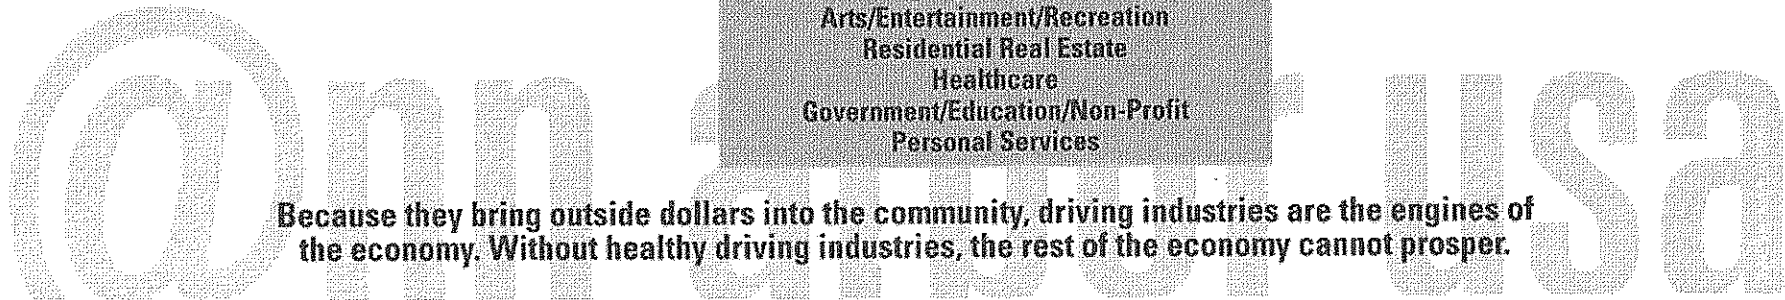 Arts/Entertainment/Recreation
Residential Real Estate
Healthcare
Government/Education/Non-Profit
Personal Services
@nn arbor usa
Because they bring outside dollars into the community, driving industries are the engines of
the economy. Without healthy driving industries, the rest of the economy cannot prosper.